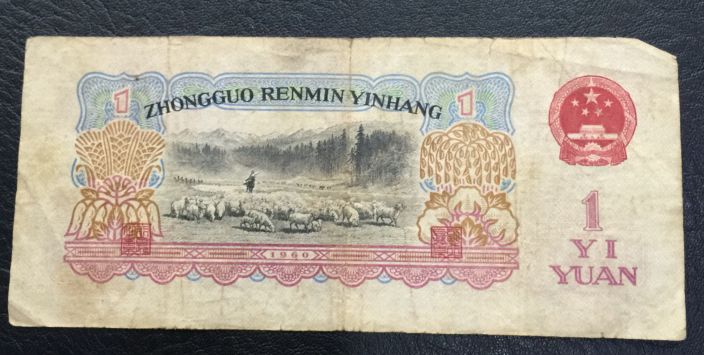 1
1
ZHONGGUO RENMIN YINHANG
1960
1
YI
YUAN